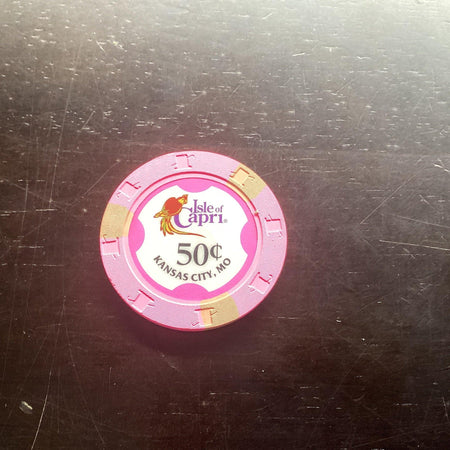 Isle of
Capri®
50¢
KANSAS CITY, MO